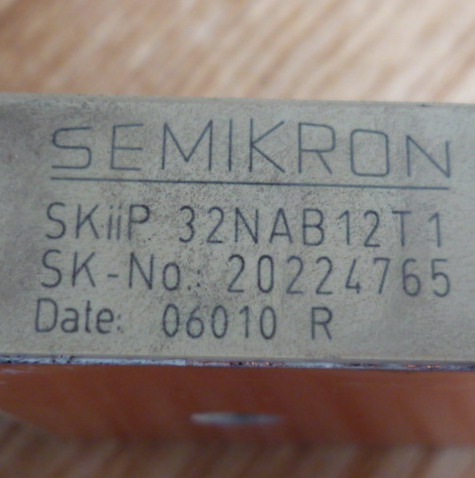 SEMIKRON
SKiiP 32NAB12T1
SK-No.: 20224765
Date: 06010 R